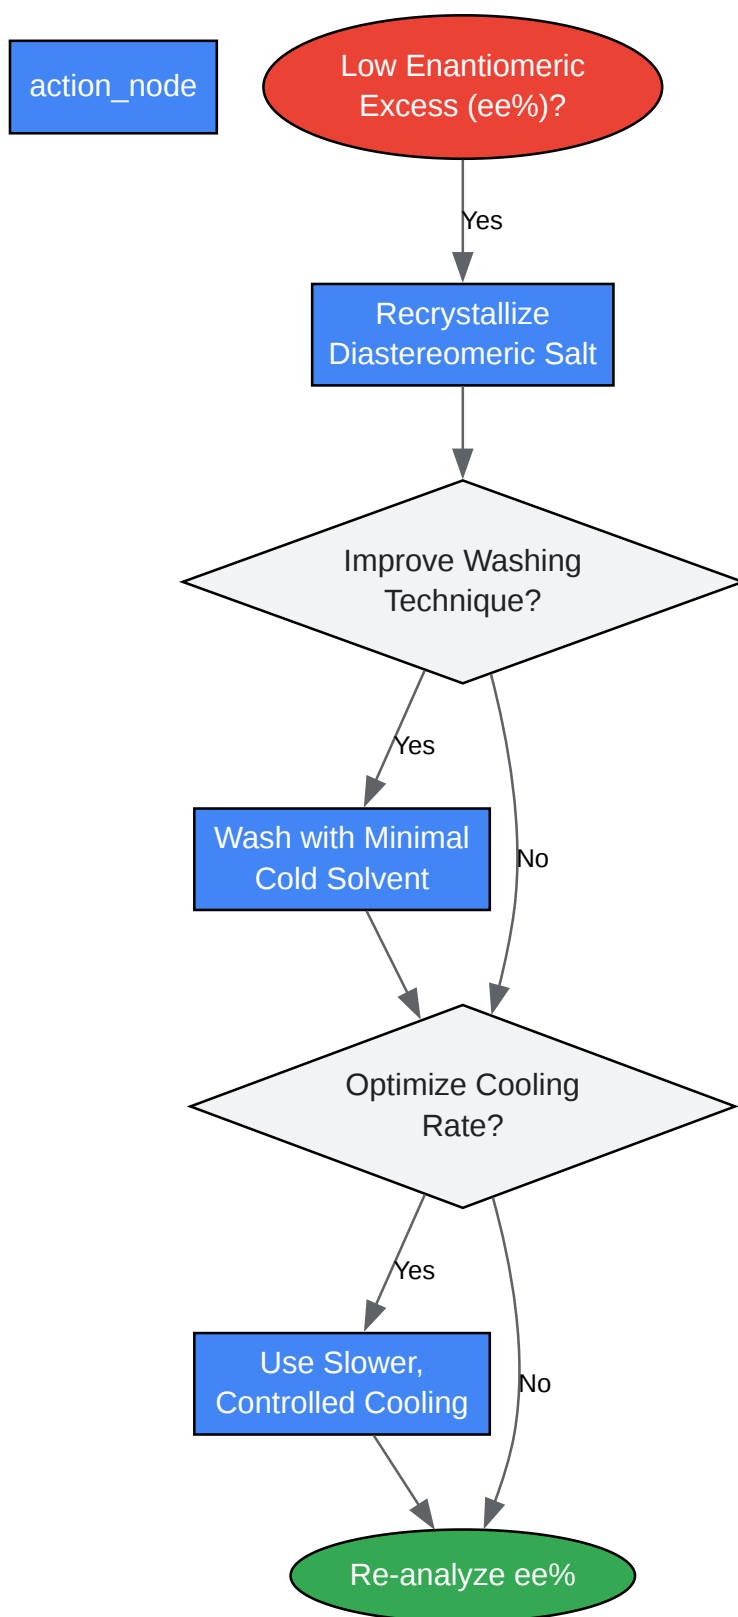 action_node
Low Enantiomeric
Excess (ee%)?
Yes
Recrystallize
Diastereomeric Salt
Improve Washing
Technique?
Yes
Wash with Minimal
Cold Solvent
No
Optimize Cooling
Rate?
Yes
Use Slower,
Controlled Cooling
No
Re-analyze ee%